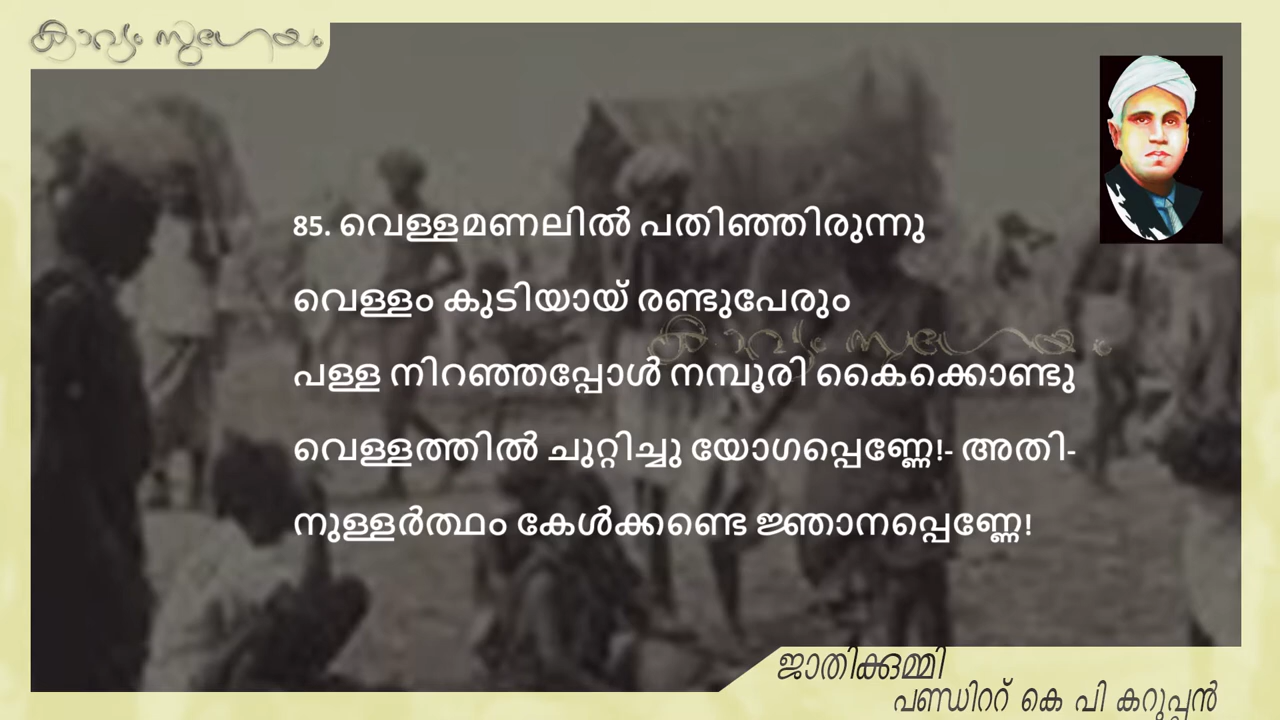 കാവ്യം സുഗേയം
85. വെള്ളമണലിൽ പതിഞ്ഞിരുന്നു
വെള്ളം കുടിയായ് രണ്ടുപേരും
കാവ്യം സുഗേയം
പള്ള നിറഞ്ഞപ്പോൾ നമ്പൂരി കൈക്കൊണ്ടു
വെള്ളത്തിൽ ചുറ്റിച്ചു യോഗപ്പെണ്ണേ!- അതി-
നുള്ളർത്ഥം കേൾക്കണ്ടെ ജ്ഞാനപ്പെണ്ണേ!
ജാതിക്കുമ്മി
പണ്ഡിററ് കെ പി കറുപ്പൻ